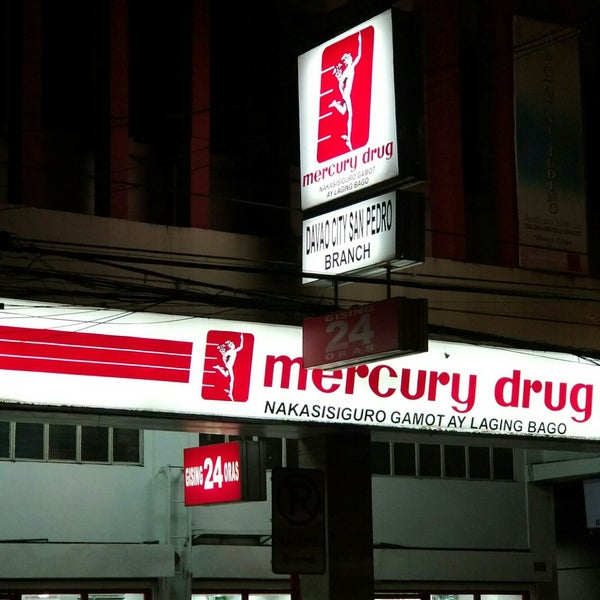 mercury drug
NAKASISIGURO GAMOT
AY LAGING BAGO
DAVAO CITY SAN PEDRO
BRANCH
GISING
24
ORAS
mercury drug
NAKASISIGURO GAMOT AY LAGING BAGO
GISING 24 ORAS